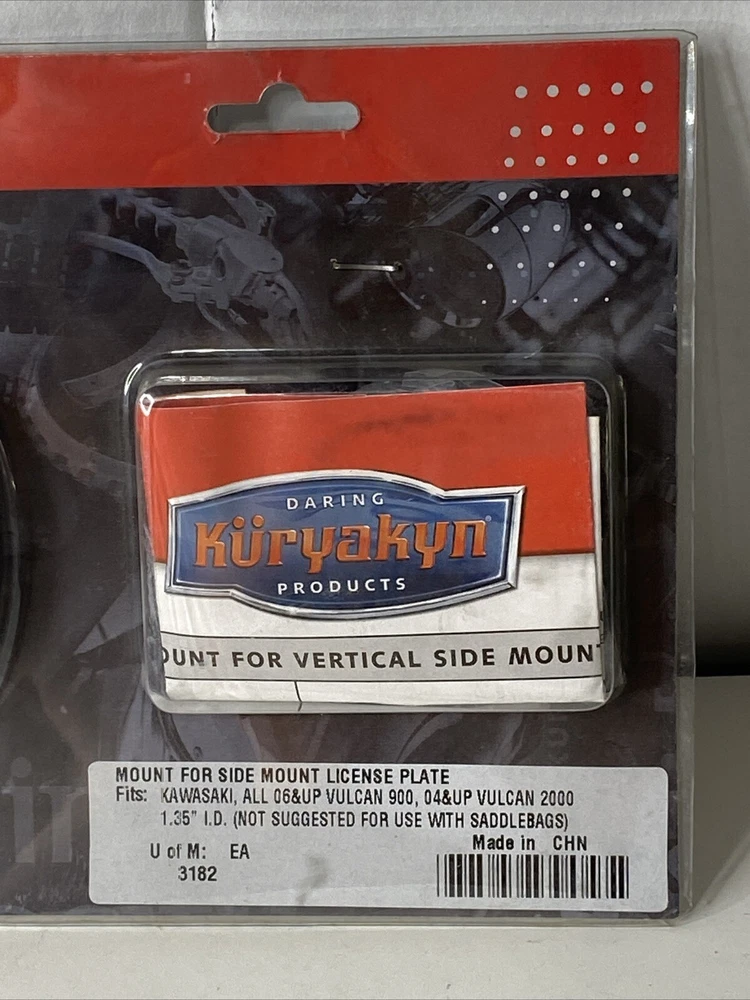 DARING
Küryakyn
PRODUCTS
OUNT FOR VERTICAL SIDE MOUNT
MOUNT FOR SIDE MOUNT LICENSE PLATE
Fits: KAWASAKI, ALL 06&UP VULCAN 900, 04&UP VULCAN 2000
1.35" I.D. (NOT SUGGESTED FOR USE WITH SADDLEBAGS)
U of M: EA
Made in CHN
3182